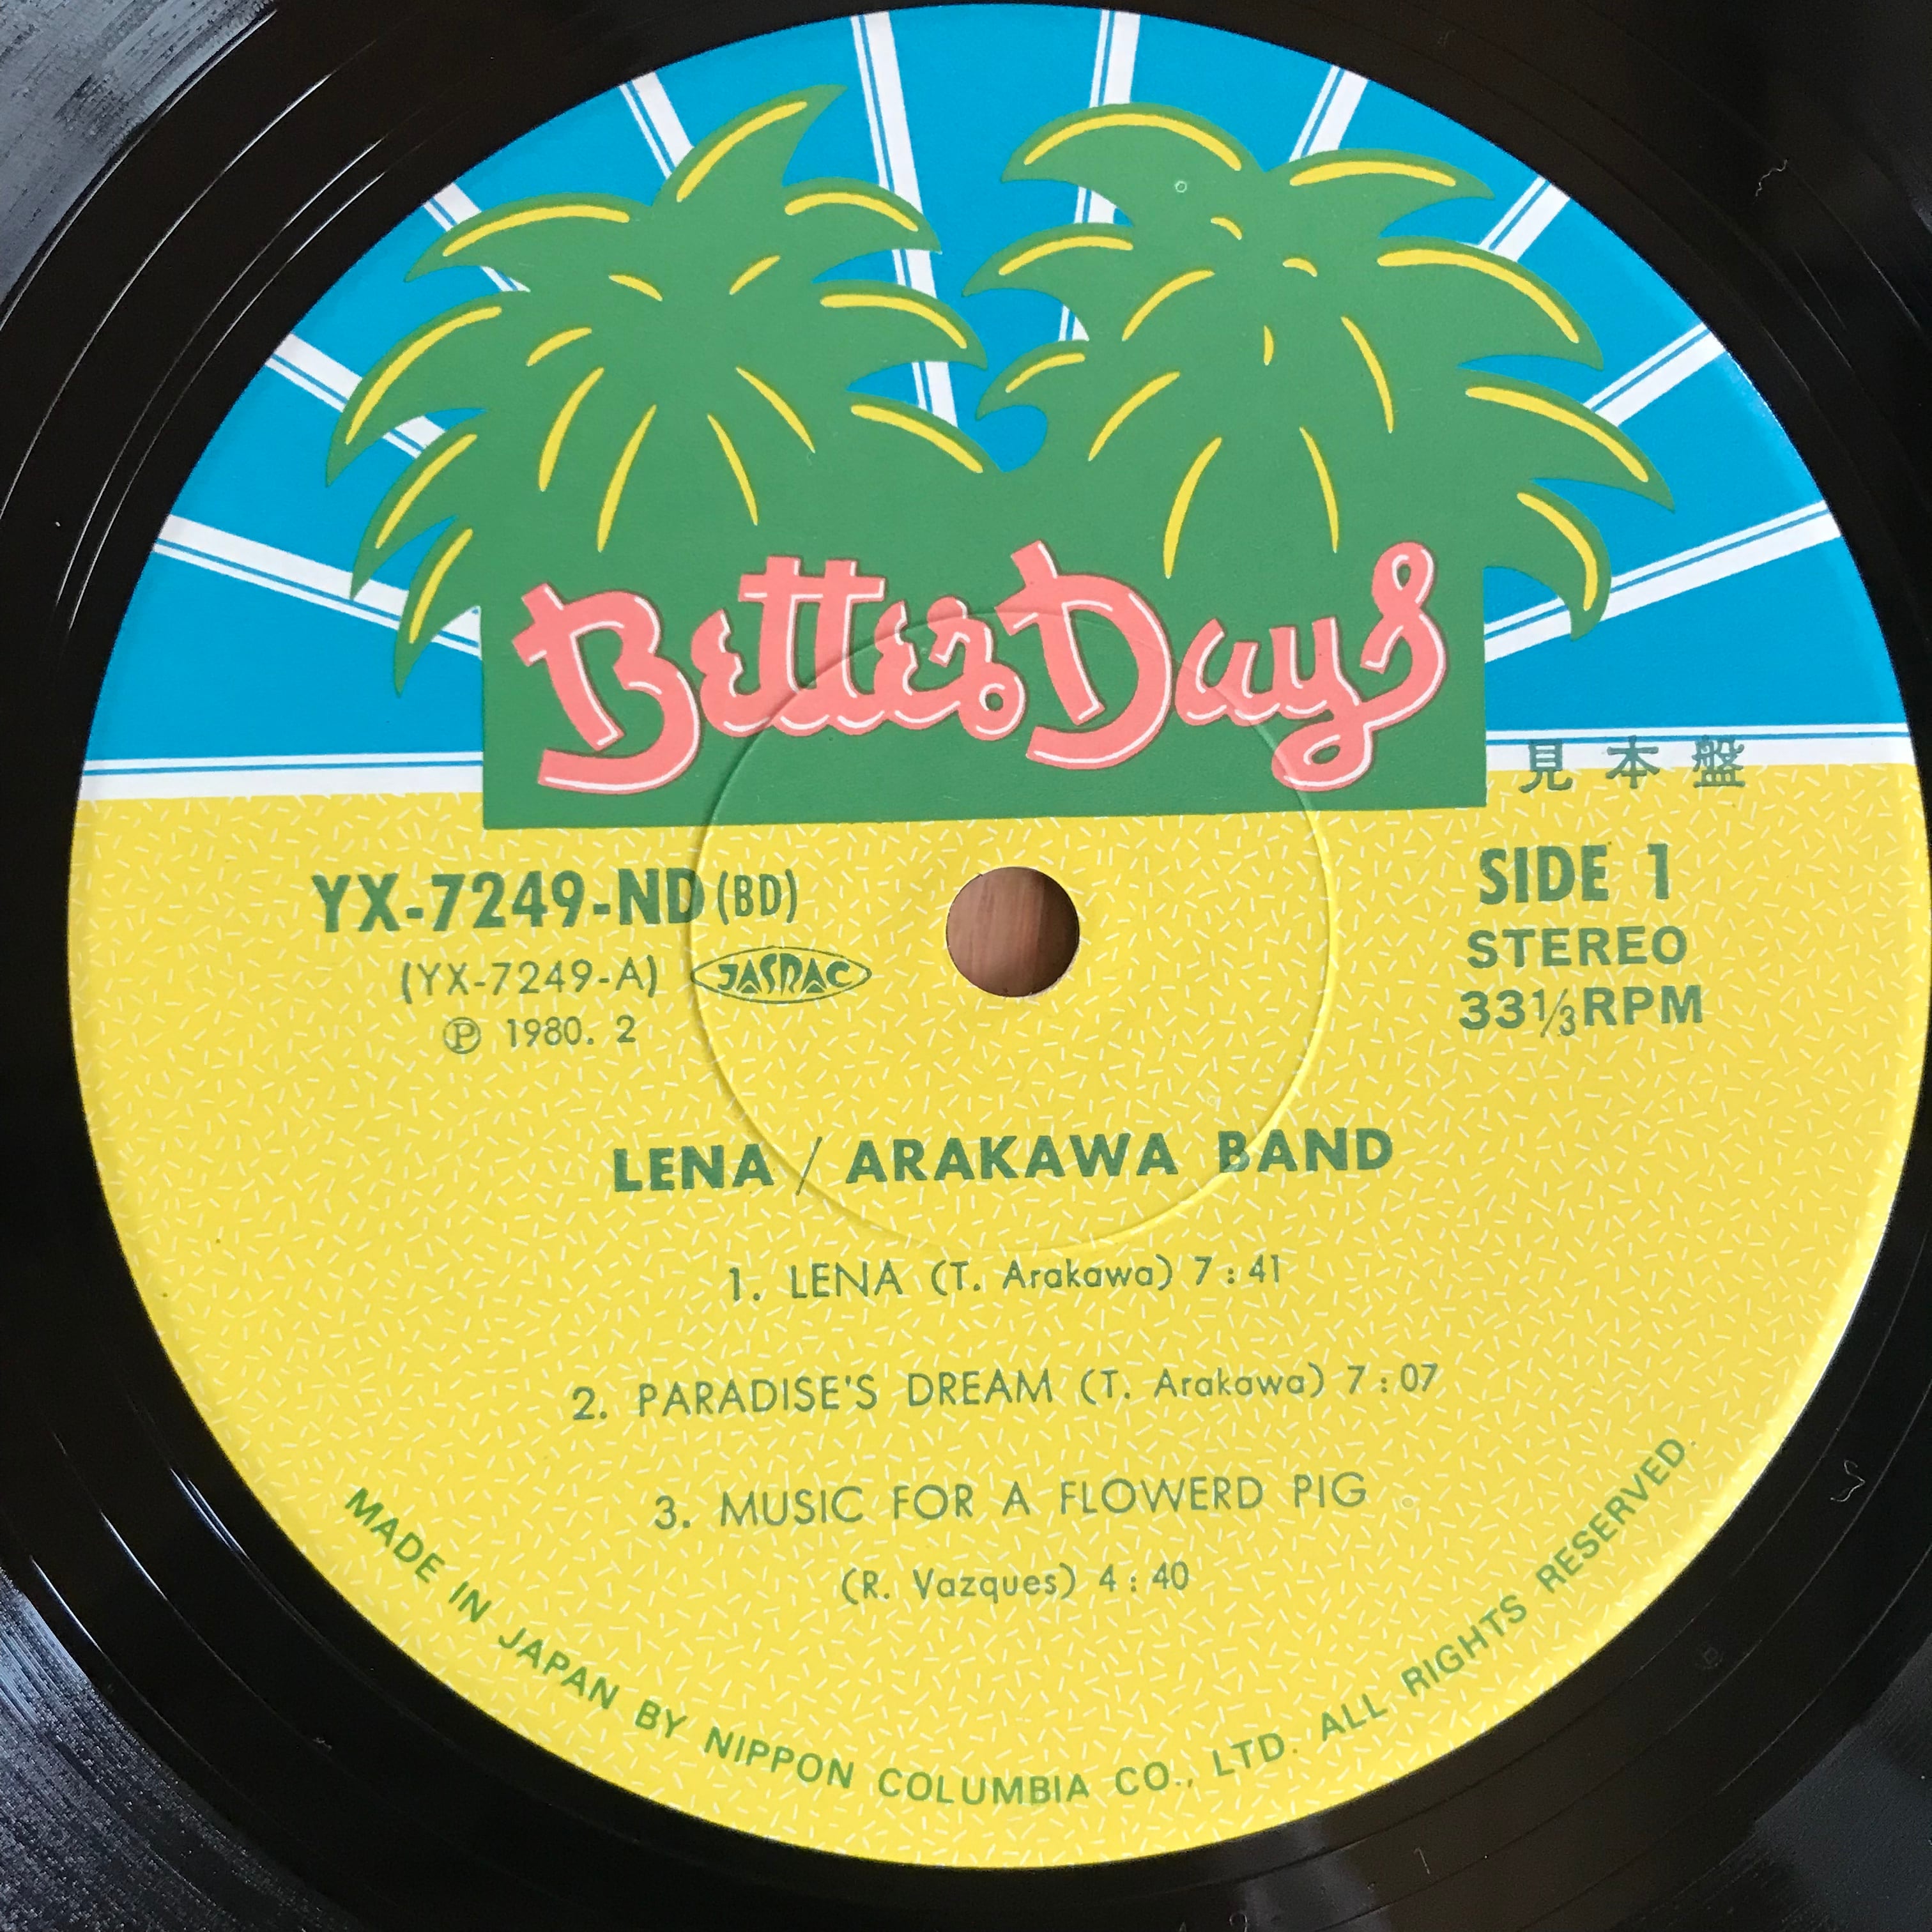 Better Days
見本盤
YX-7249-ND (BD)
SIDE 1
(YX-7249-A) JASRAC
STEREO
Ⓟ 1980. 2
33⅓RPM
LENA / ARAKAWA BAND
1. LENA (T. Arakawa) 7 : 41
2. PARADISE'S DREAM (T. Arakawa) 7 : 07
3. MUSIC FOR A FLOWERD PIG
(R. Vazques) 4 : 40
MADE IN JAPAN BY NIPPON COLUMBIA CO., LTD. ALL RIGHTS RESERVED.